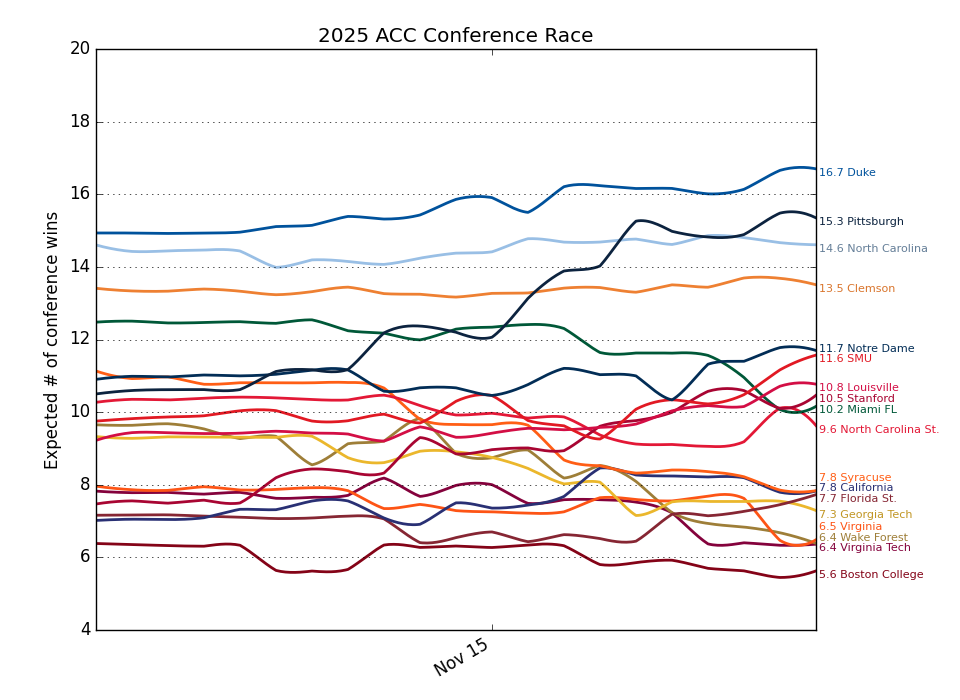 2025 ACC Conference Race
Expected # of conference wins
20
18
16
14
12
10
8
6
4
Nov 15
16.7 Duke
15.3 Pittsburgh
14.6 North Carolina
13.5 Clemson
11.7 Notre Dame
11.6 SMU
10.8 Louisville
10.5 Stanford
10.2 Miami FL
9.6 North Carolina St.
7.8 Syracuse
7.8 California
7.7 Florida St.
7.3 Georgia Tech
6.5 Virginia
6.4 Wake Forest
6.4 Virginia Tech
5.6 Boston College